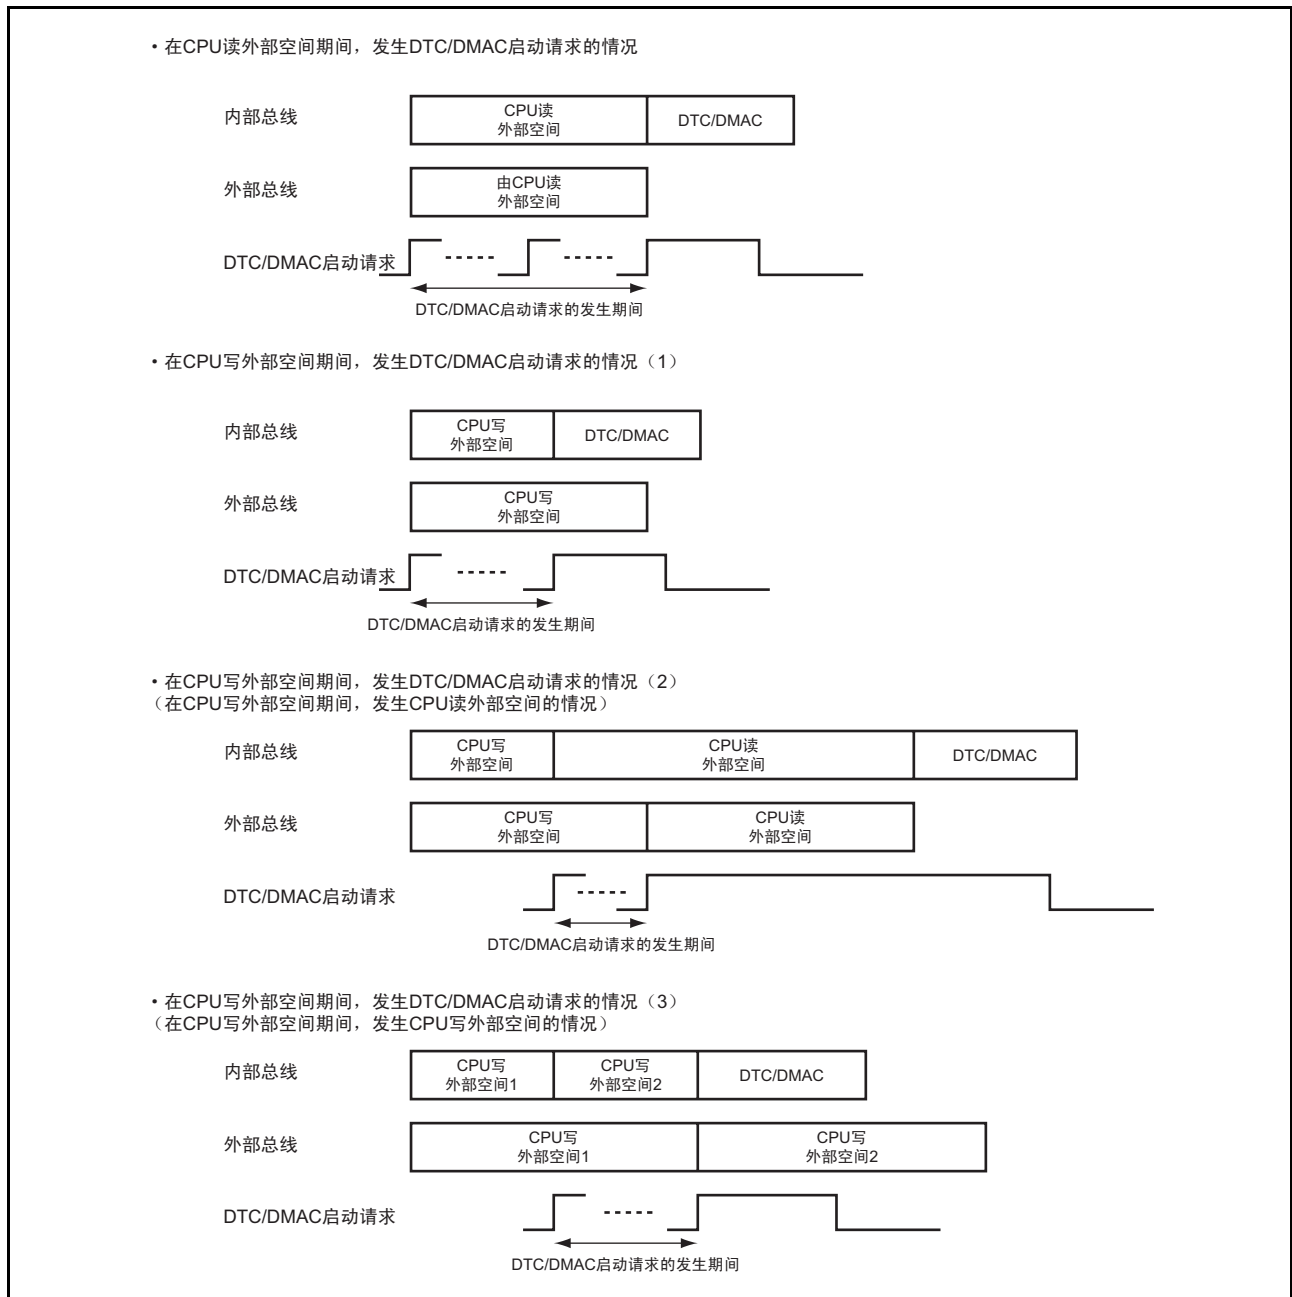 ・在CPU读外部空间期间，发生DTC/DMAC启动请求的情况
内部总线
CPU读
外部空间
DTC/DMAC
外部总线
由CPU读
外部空间
DTC/DMAC启动请求
DTC/DMAC启动请求的发生期间
・在CPU写外部空间期间，发生DTC/DMAC启动请求的情况（1）
内部总线
CPU写
外部空间
DTC/DMAC
外部总线
CPU写
外部空间
DTC/DMAC启动请求
DTC/DMAC启动请求的发生期间
・在CPU写外部空间期间，发生DTC/DMAC启动请求的情况（2）
（在CPU写外部空间期间，发生CPU读外部空间的情况）
内部总线
CPU写
外部空间
CPU读
外部空间
DTC/DMAC
外部总线
CPU写
外部空间
CPU读
外部空间
DTC/DMAC启动请求
DTC/DMAC启动请求的发生期间
・在CPU写外部空间期间，发生DTC/DMAC启动请求的情况（3）
（在CPU写外部空间期间，发生CPU写外部空间的情况）
内部总线
CPU写
外部空间1
CPU写
外部空间2
DTC/DMAC
外部总线
CPU写
外部空间1
CPU写
外部空间2
DTC/DMAC启动请求
DTC/DMAC启动请求的发生期间